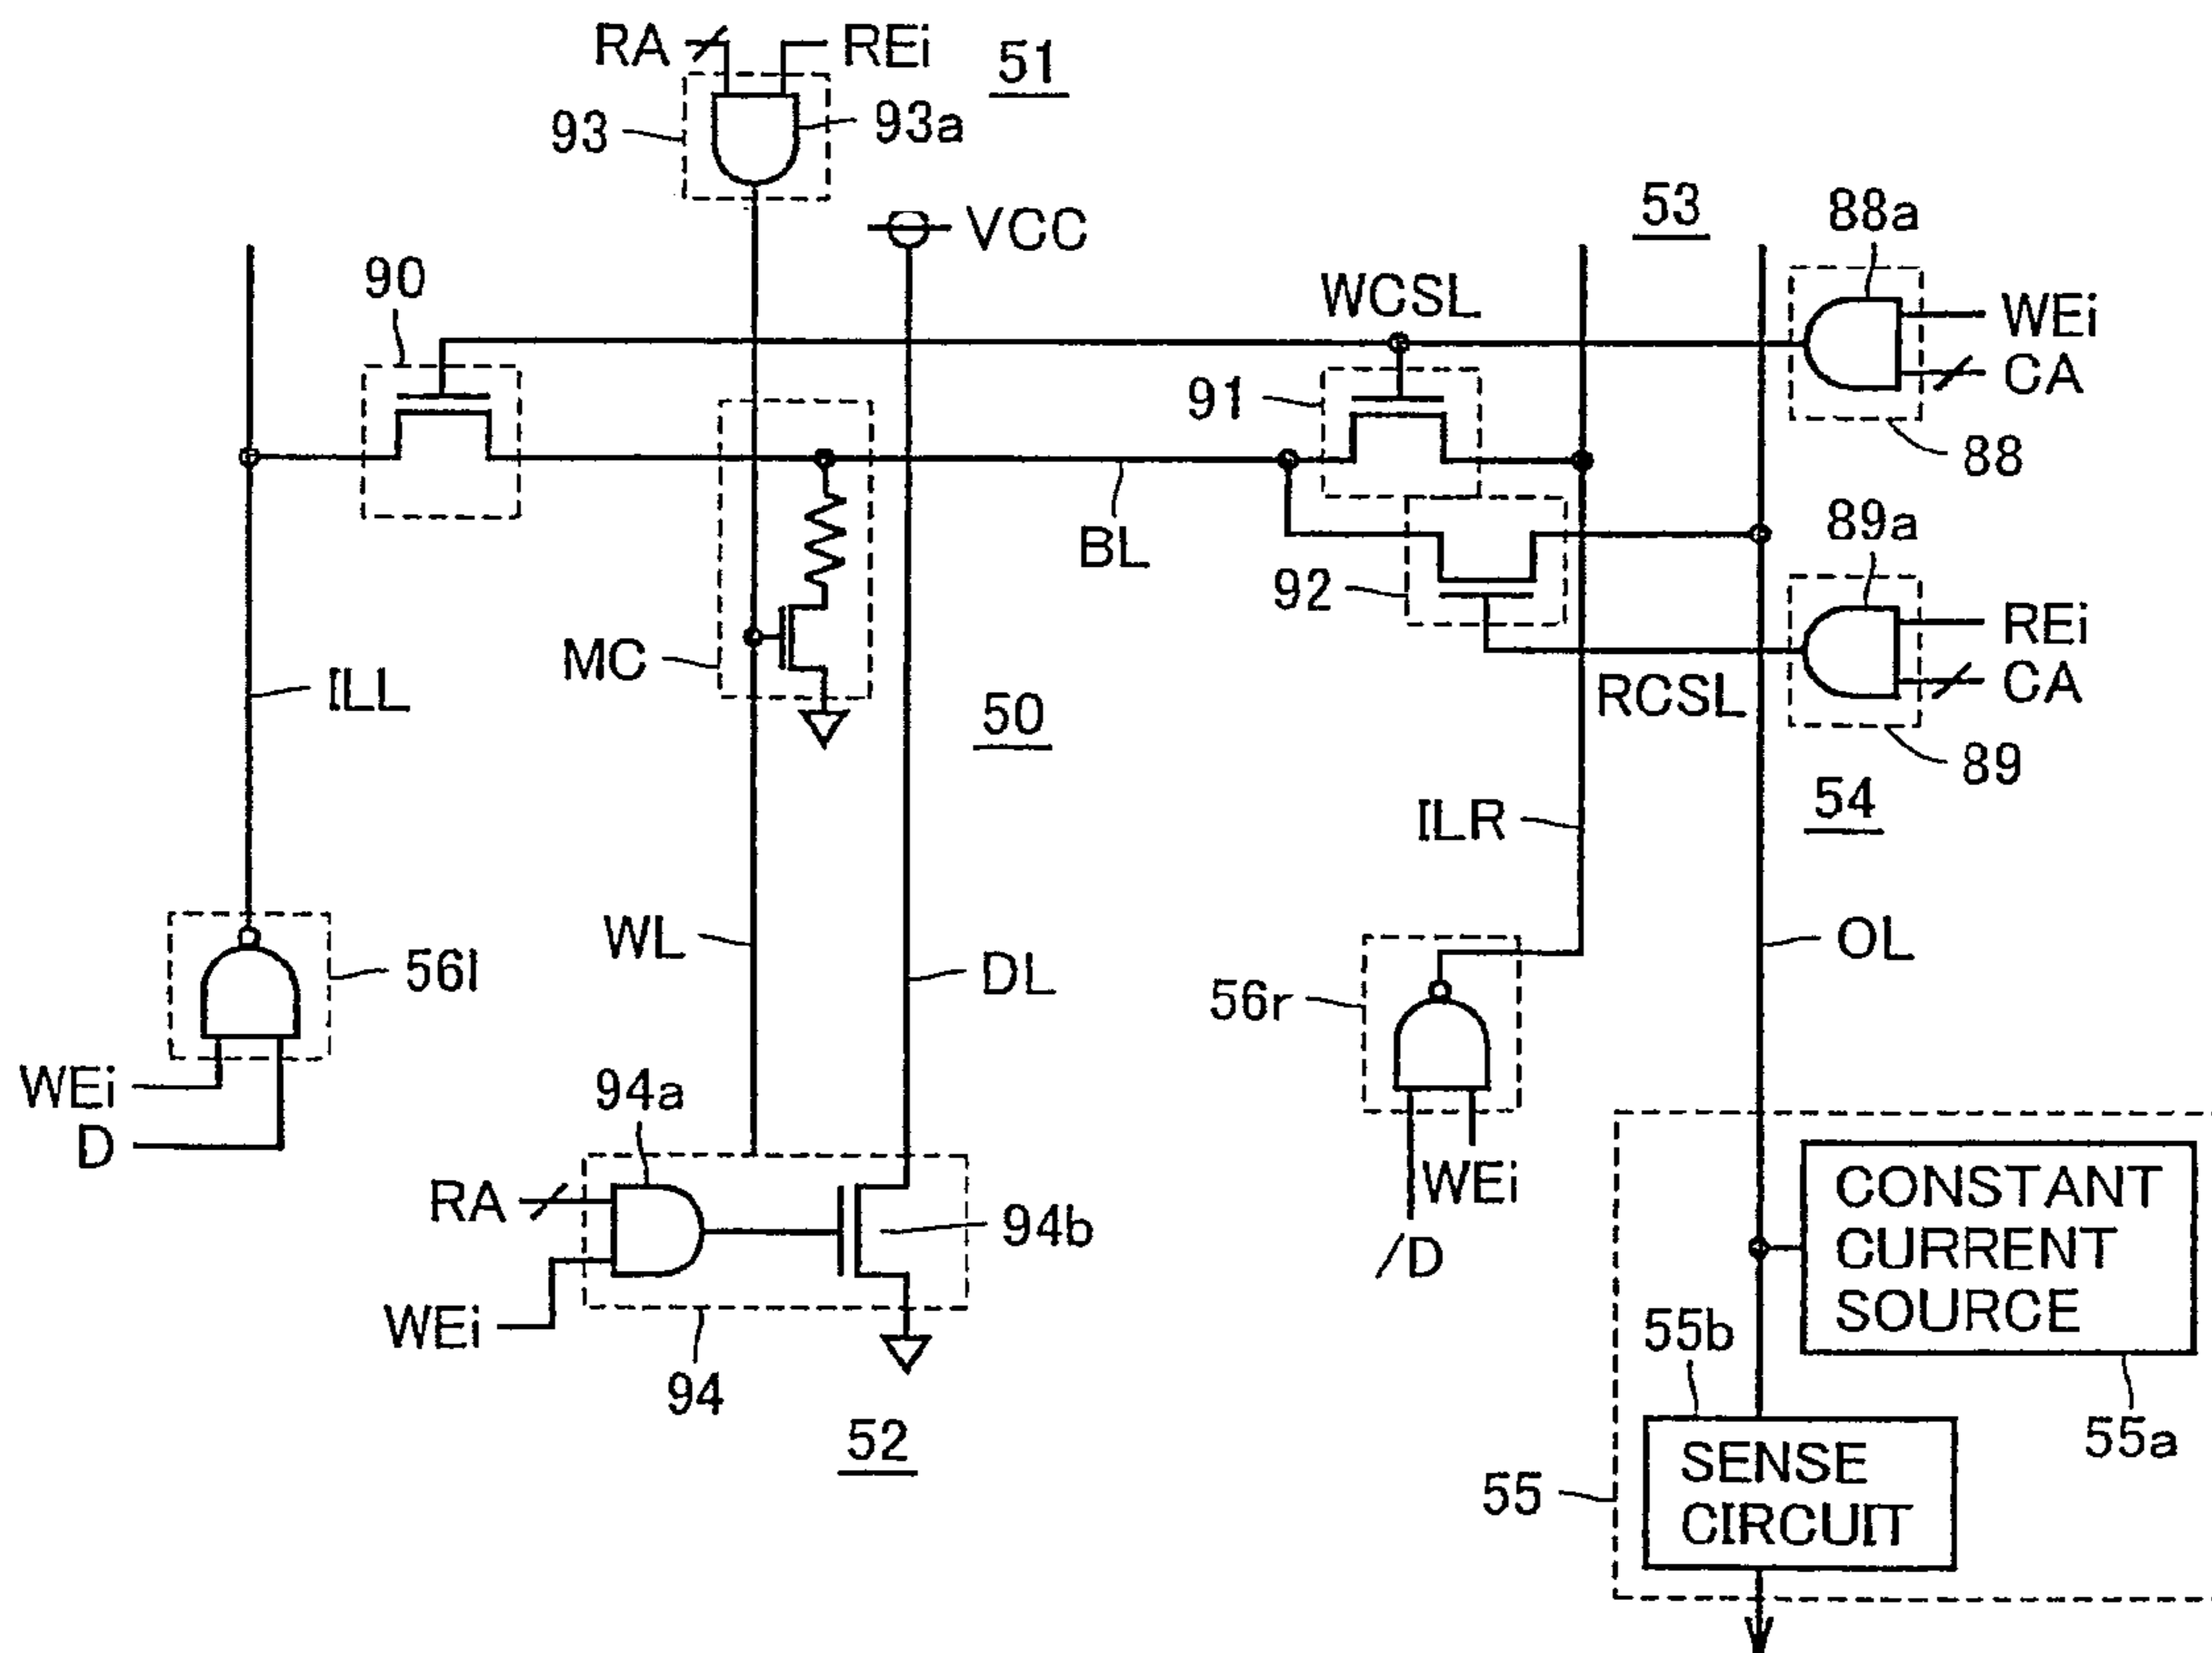 RA
REi
51
93
93a
53
88a
VCC
90
WCSL
WEi
CA
91
88
BL
89a
92
MC
REi
CA
ILL
50
RCSL
89
54
ILR
WL
DL
OL
56l
56r
WEi
D
94a
RA
94b
WEi
/D
WEi
94
52
CONSTANT
CURRENT
SOURCE
55b
55a
55
SENSE
CIRCUIT